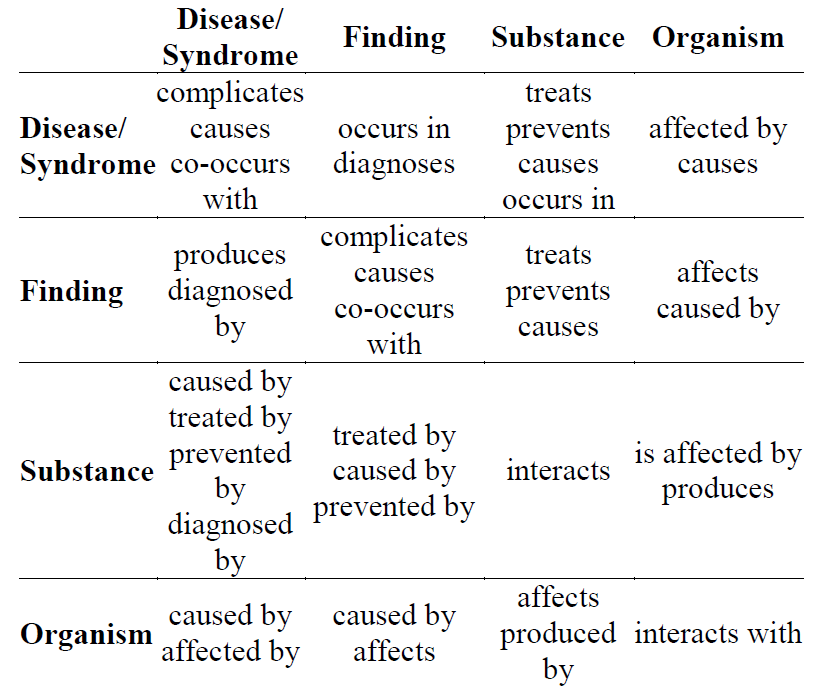 Disease/
Syndrome Finding Substance Organism
Disease/
Syndrome
complicates
causes
co-occurs
with
occurs in
diagnoses
treats
prevents
causes
occurs in
affected by
causes
Finding
produces
diagnosed
by
complicates
causes
co-occurs
with
treats
prevents
causes
affects
caused by
Substance
caused by
treated by
prevented
by
diagnosed
by
treated by
caused by
prevented by
interacts
is affected by
produces
Organism
caused by
affected by
caused by
affects
affects
produced
by
interacts with